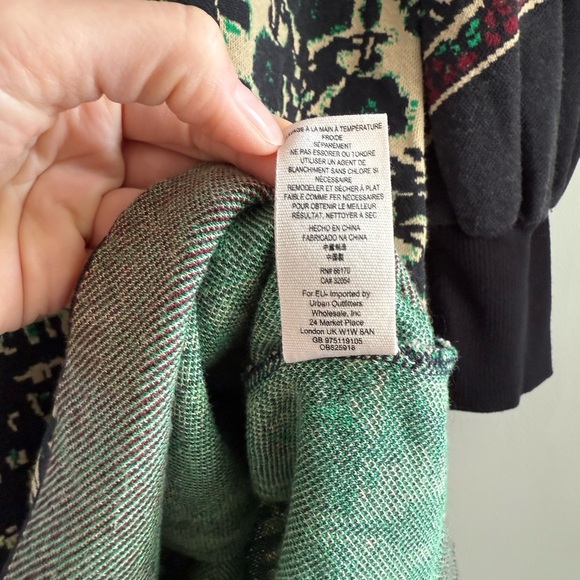 À LA MAIN À TEMPÉRATURE
FROIDE
SÉPARÉMENT
NE PAS ESSORER OU TORDRE
UTILISER UN AGENT DE
BLANCHIMENT SANS CHLORE SI
NÉCESSAIRE
REMODELER ET SÉCHER À PLAT
FAIBLE COMME FER NÉCESSAIRES
POUR OBTENIR LE MEILLEUR
RÉSULTAT, NETTOYER A SEC
HECHO EN CHINA
FABRICADO NA CHINA
中國製造
中国製
RN# 66170
CA# 32054
For EU- Imported by
Urban Outfitters
Wholesale, Inc
24 Market Place
London UK W1W 8AN
GB 975119105
OB825918